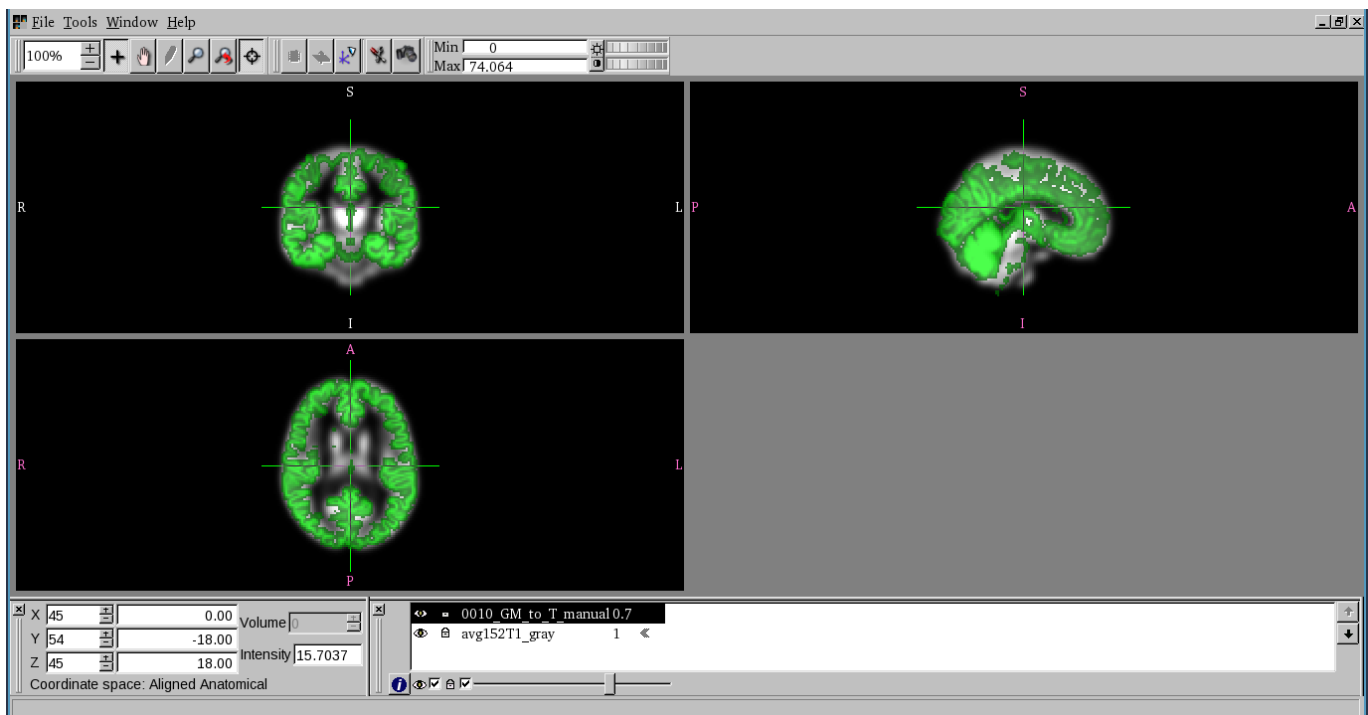 File Tools Window Help
100%
Min 0
Max 74.064
S
R
L
I
S
P
A
I
A
R
L
P
X 45 0.00 Volume 0
Y 54 -18.00
Z 45 18.00 Intensity 15.7037
Coordinate space: Aligned Anatomical
0010_GM_to_T_manual 0.7
avg152T1_gray 1